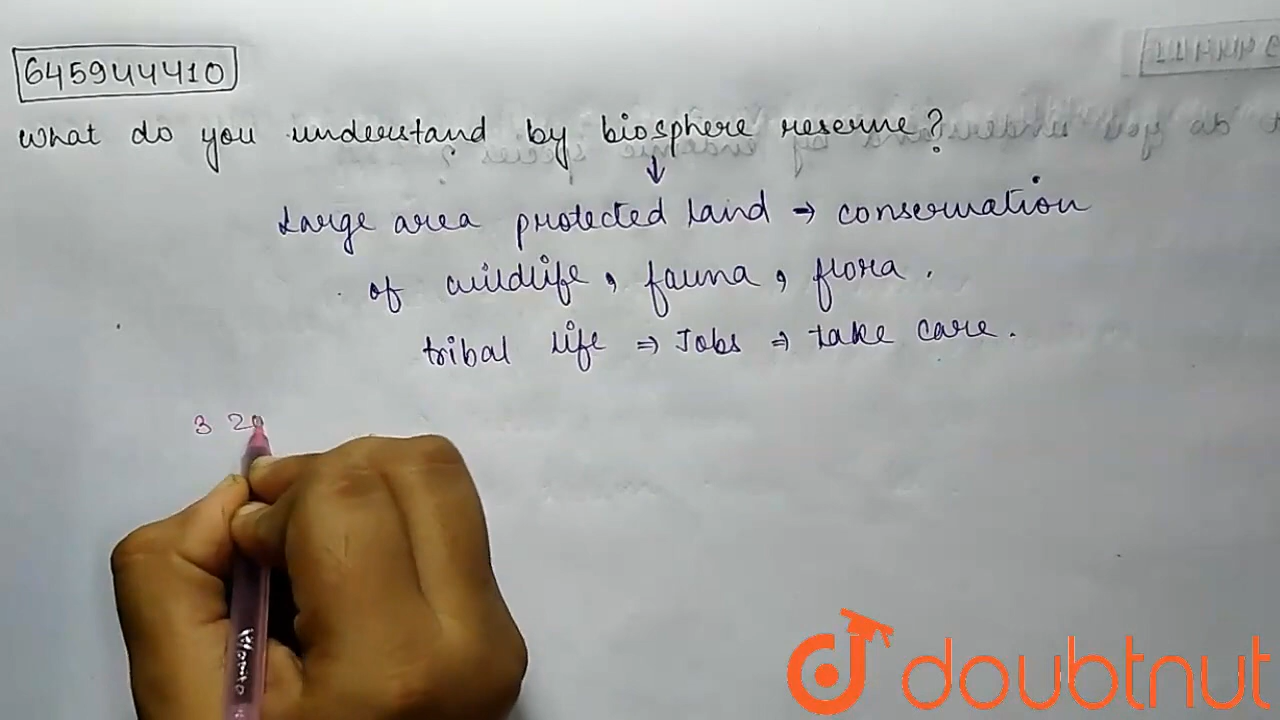 645944410
What do you understand by biosphere reserve?
↓
Large area protected land → conservation
of wildlife, fauna, flora.
tribal life ⇒ Jobs ⇒ take care.
3 20
doubtnut